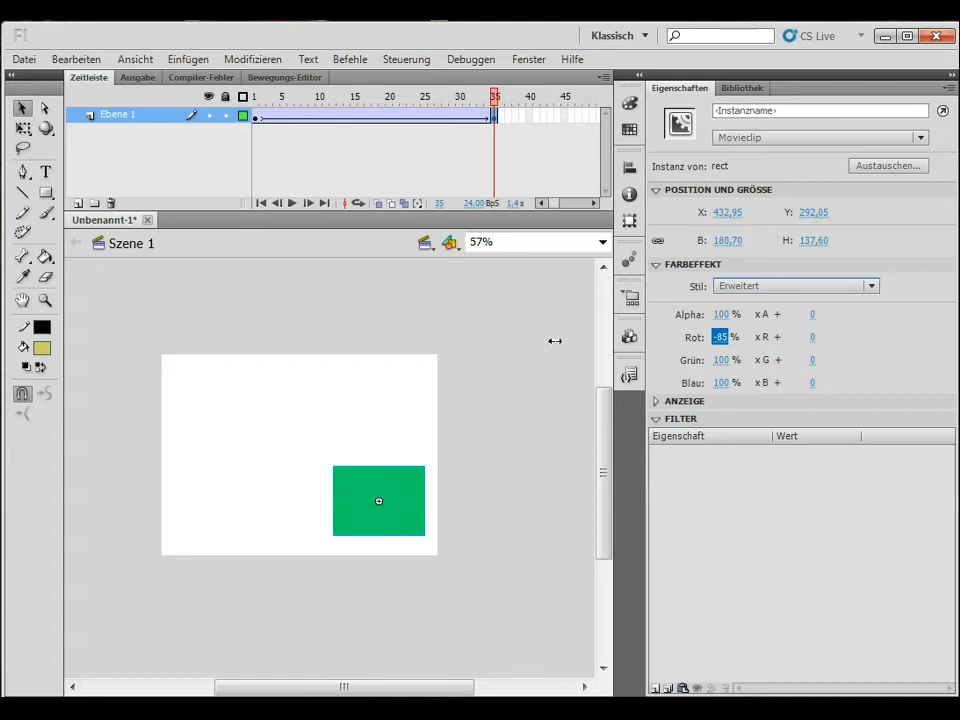 Fl
Klassisch
CS Live
Datei Bearbeiten Ansicht Einfügen Modifizieren Text Befehle Steuerung Debuggen Fenster Hilfe
Zeitleiste Ausgabe Compiler-Fehler Bewegungs-Editor
1 5 10 15 20 25 30 35 40 45
Ebene 1
35 24.00 BpS 1,4 s
Unbenannt-1*
Szene 1
57%
T
Eigenschaften Bibliothek
<Instanzname>
Movieclip
Instanz von: rect
Austauschen...
POSITION UND GRÖSSE
X: 432,95 Y: 292,05
B: 180,70 H: 137,60
FARBEFFEKT
Stil: Erweitert
Alpha: 100 % x A + 0
Rot: -85 % x R + 0
Grün: 100 % x G + 0
Blau: 100 % x B + 0
ANZEIGE
FILTER
Eigenschaft Wert